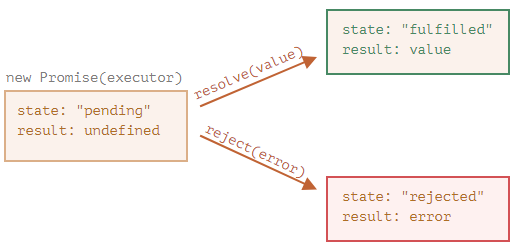 state: "fulfilled"
result: value
new Promise(executor)
resolve(value)
state: "pending"
result: undefined
reject(error)
state: "rejected"
result: error